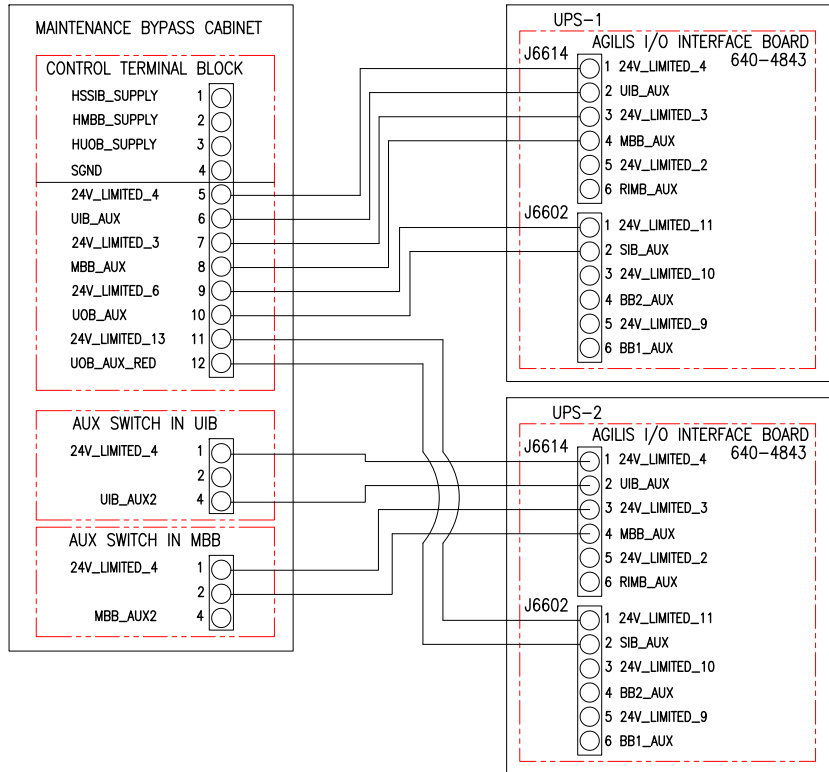 MAINTENANCE BYPASS CABINET
CONTROL TERMINAL BLOCK
HSSIB_SUPPLY 1
HMBB_SUPPLY 2
HUOB_SUPPLY 3
SGND 4
24V_LIMITED_4 5
UIB_AUX 6
24V_LIMITED_3 7
MBB_AUX 8
24V_LIMITED_6 9
UOB_AUX 10
24V_LIMITED_13 11
UOB_AUX_RED 12
AUX SWITCH IN UIB
24V_LIMITED_4 1
2
UIB_AUX2 4
AUX SWITCH IN MBB
24V_LIMITED_4 1
2
MBB_AUX2 4
UPS-1
AGILIS I/O INTERFACE BOARD
640-4843
J6614
1 24V_LIMITED_4
2 UIB_AUX
3 24V_LIMITED_3
4 MBB_AUX
5 24V_LIMITED_2
6 RIMB_AUX
J6602
1 24V_LIMITED_11
2 SIB_AUX
3 24V_LIMITED_10
4 BB2_AUX
5 24V_LIMITED_9
6 BB1_AUX
UPS-2
AGILIS I/O INTERFACE BOARD
640-4843
J6614
1 24V_LIMITED_4
2 UIB_AUX
3 24V_LIMITED_3
4 MBB_AUX
5 24V_LIMITED_2
6 RIMB_AUX
J6602
1 24V_LIMITED_11
2 SIB_AUX
3 24V_LIMITED_10
4 BB2_AUX
5 24V_LIMITED_9
6 BB1_AUX